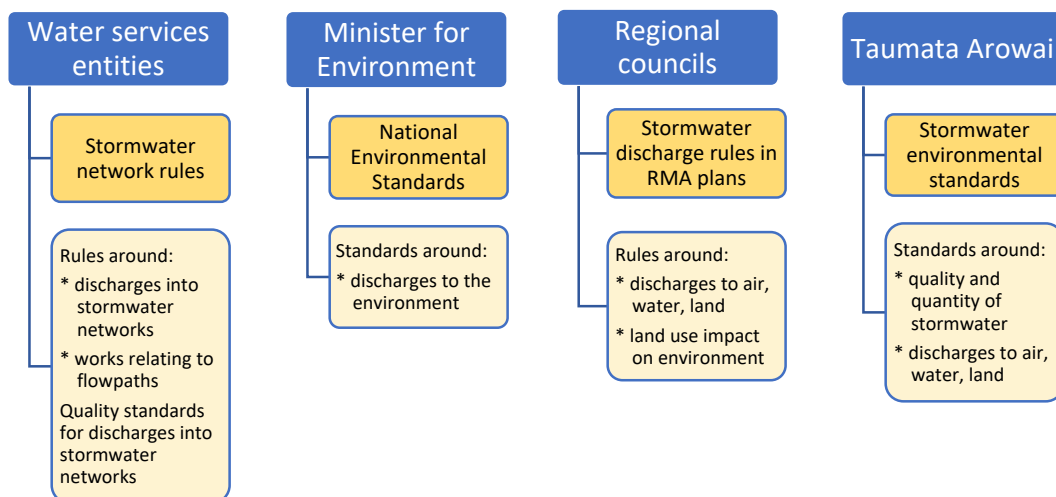 Water services
entities
Stormwater
network rules
Rules around:
* discharges into
stormwater
networks
* works relating to
flowpaths
Quality standards
for discharges into
stormwater
networks
Minister for
Environment
National
Environmental
Standards
Standards around:
* discharges to the
environment
Regional
councils
Stormwater
discharge rules in
RMA plans
Rules around:
* discharges to air,
water, land
* land use impact
on environment
Taumata Arowai
Stormwater
environmental
standards
Standards around:
* quality and
quantity of
stormwater
* discharges to air,
water, land